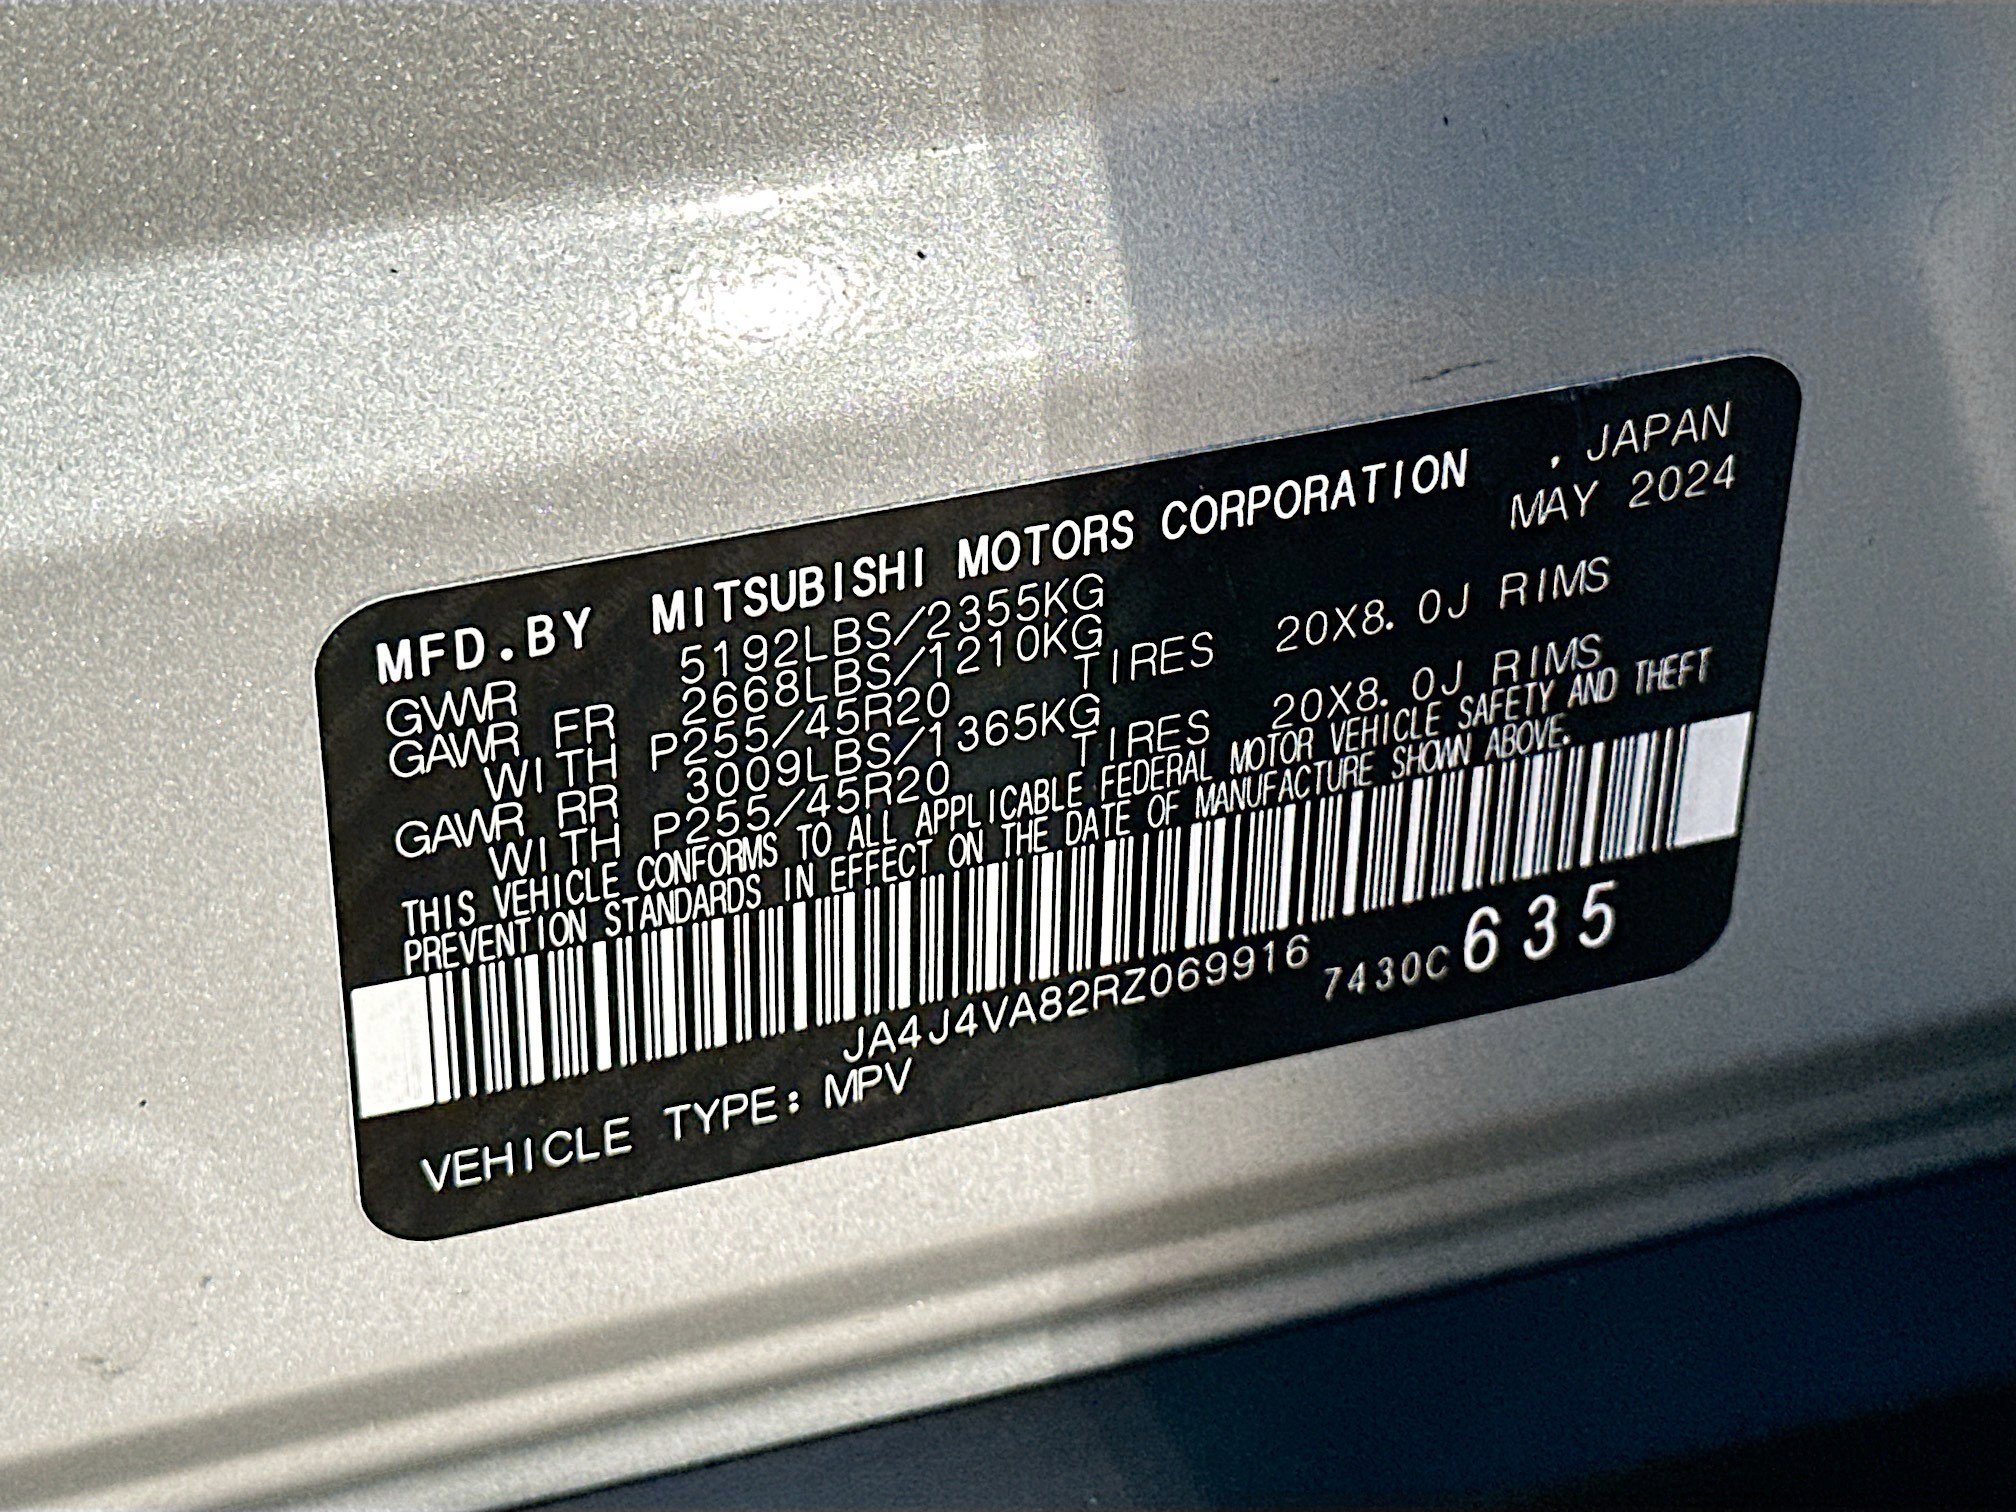 MFD.BY MITSUBISHI MOTORS CORPORATION , JAPAN
MAY 2024
GVWR 5192LBS/2355KG
GAWR FR 2668LBS/1210KG
WITH P255/45R20 TIRES 20X8.0J RIMS
GAWR RR 3009LBS/1365KG
WITH P255/45R20 TIRES 20X8.0J RIMS
THIS VEHICLE CONFORMS TO ALL APPLICABLE FEDERAL MOTOR VEHICLE SAFETY AND THEFT
PREVENTION STANDARDS IN EFFECT ON THE DATE OF MANUFACTURE SHOWN ABOVE.
JA4J4VA82RZ069916 7430C 635
VEHICLE TYPE: MPV